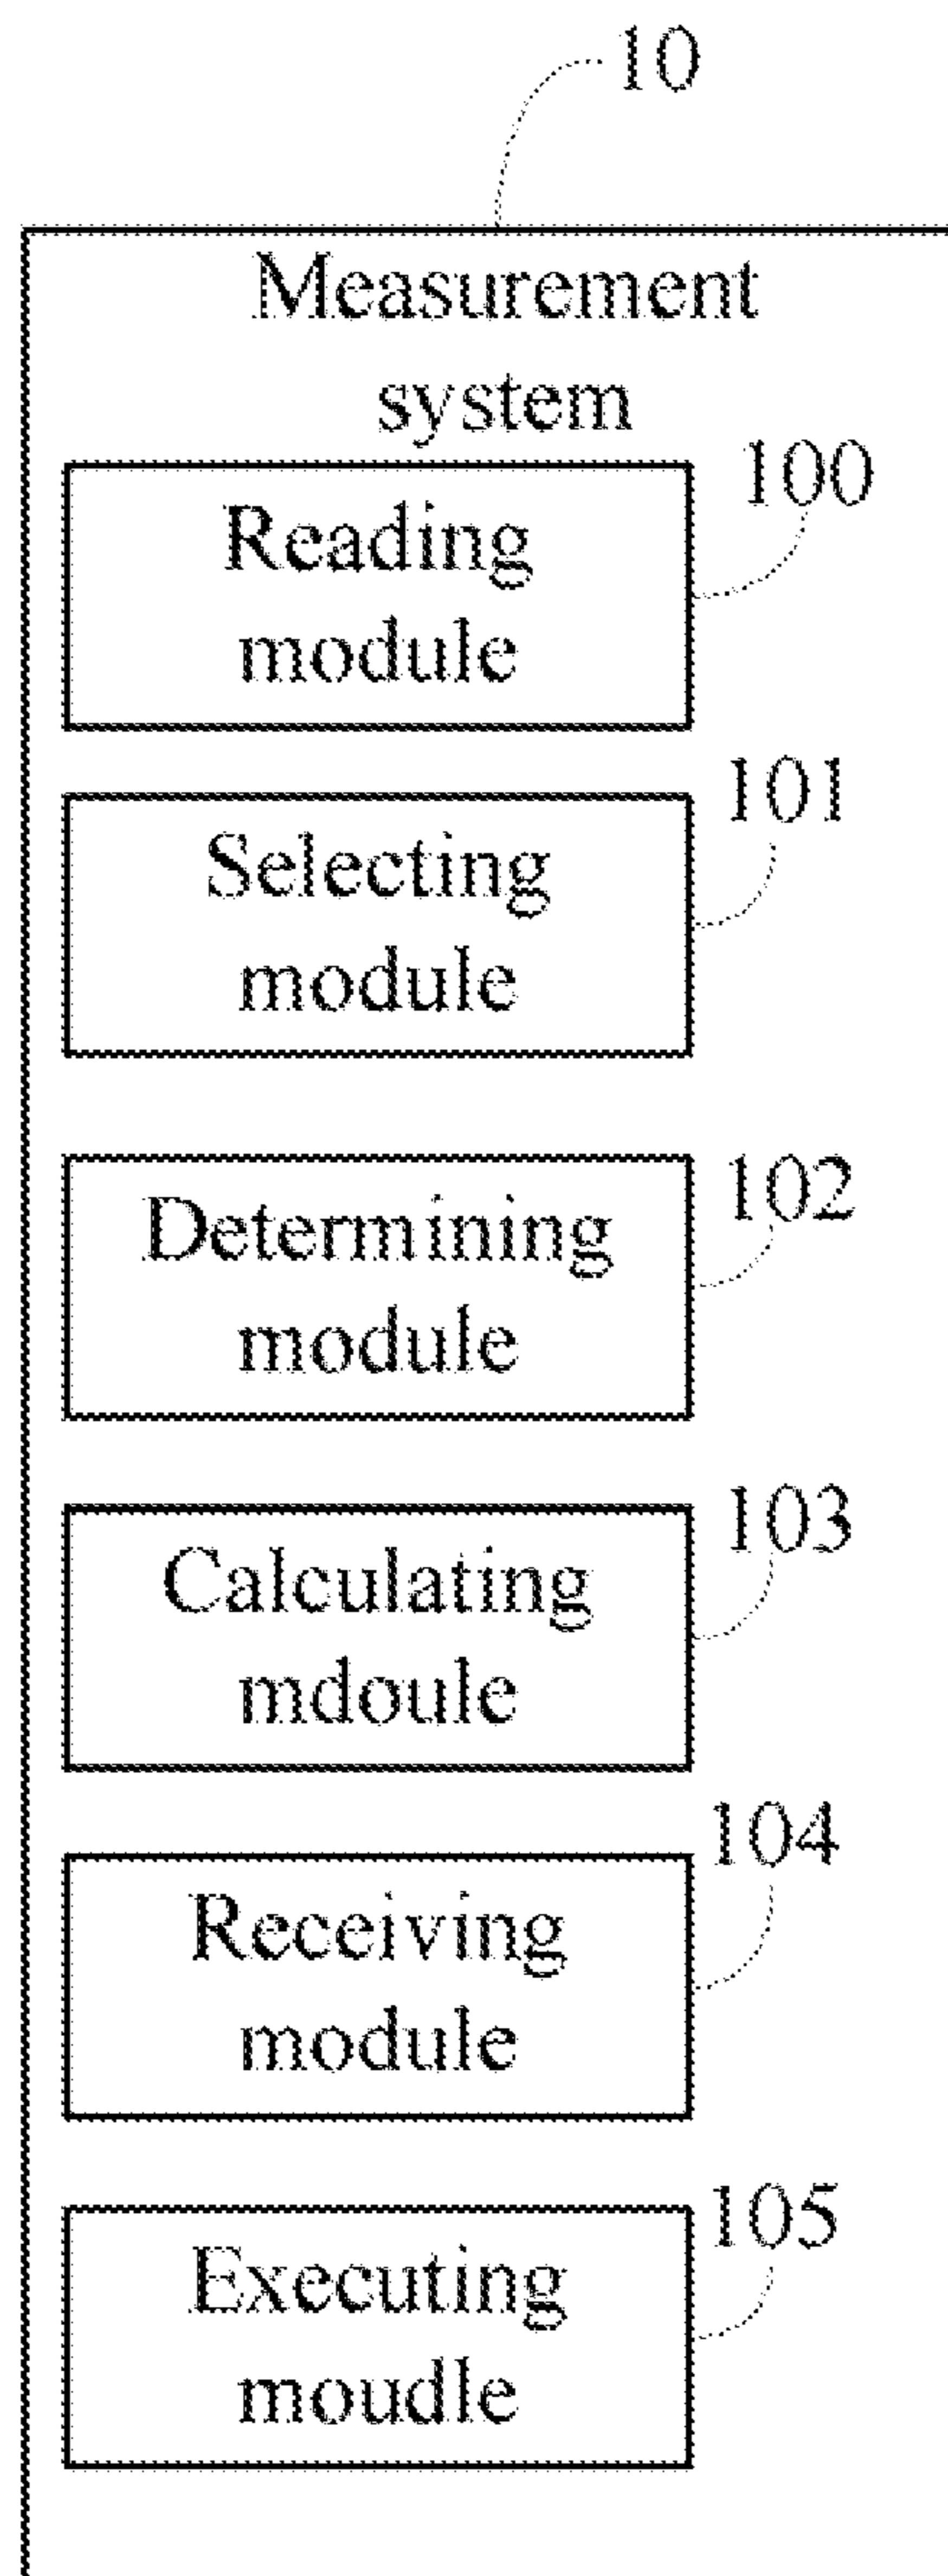 10
Measurement
system
100
Reading
module
101
Selecting
module
102
Determining
module
103
Calculating
mdoule
104
Receiving
module
105
Executing
moudle